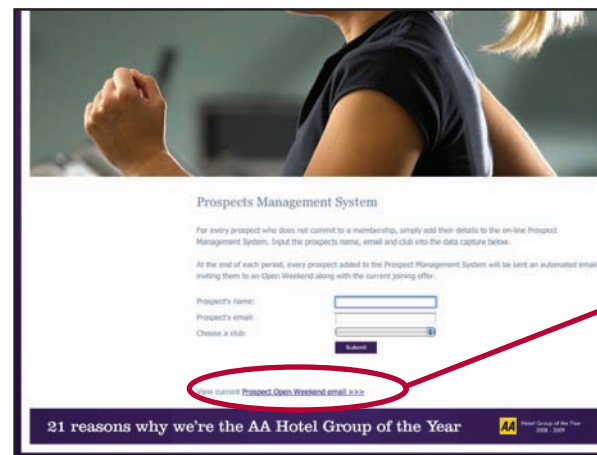 Prospects Management System
For every prospect who does not commit to a membership, simply add their details to the on-line Prospect
Management System. Input the prospects name, email and club into the data capture below.
At the end of each period, every prospect added to the Prospect Management System will be sent an automated email
inviting them to an Open Weekend along with the current joining offer.
Prospect's name:
Prospect's email:
Choose a club:
Submit
View current Prospect Open Weekend email >>>
21 reasons why we're the AA Hotel Group of the Year
AA
Hotel Group of the Year
2008 - 2009